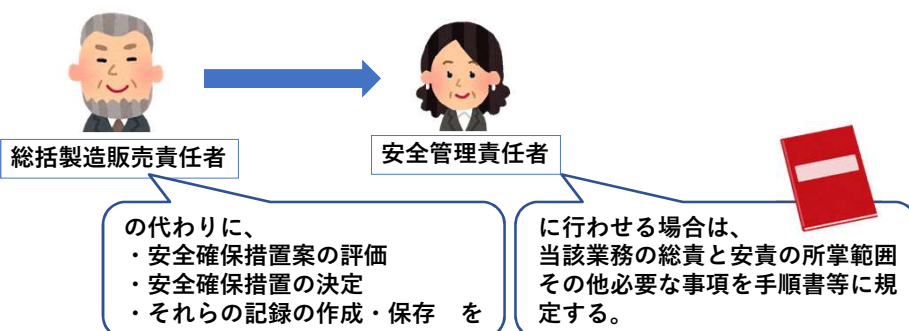 総括製造販売責任者
安全管理責任者
の代わりに、
・安全確保措置案の評価
・安全確保措置の決定
・それらの記録の作成・保存　を
に行わせる場合は、
当該業務の総責と安責の所掌範囲
その他必要な事項を手順書等に規
定する。